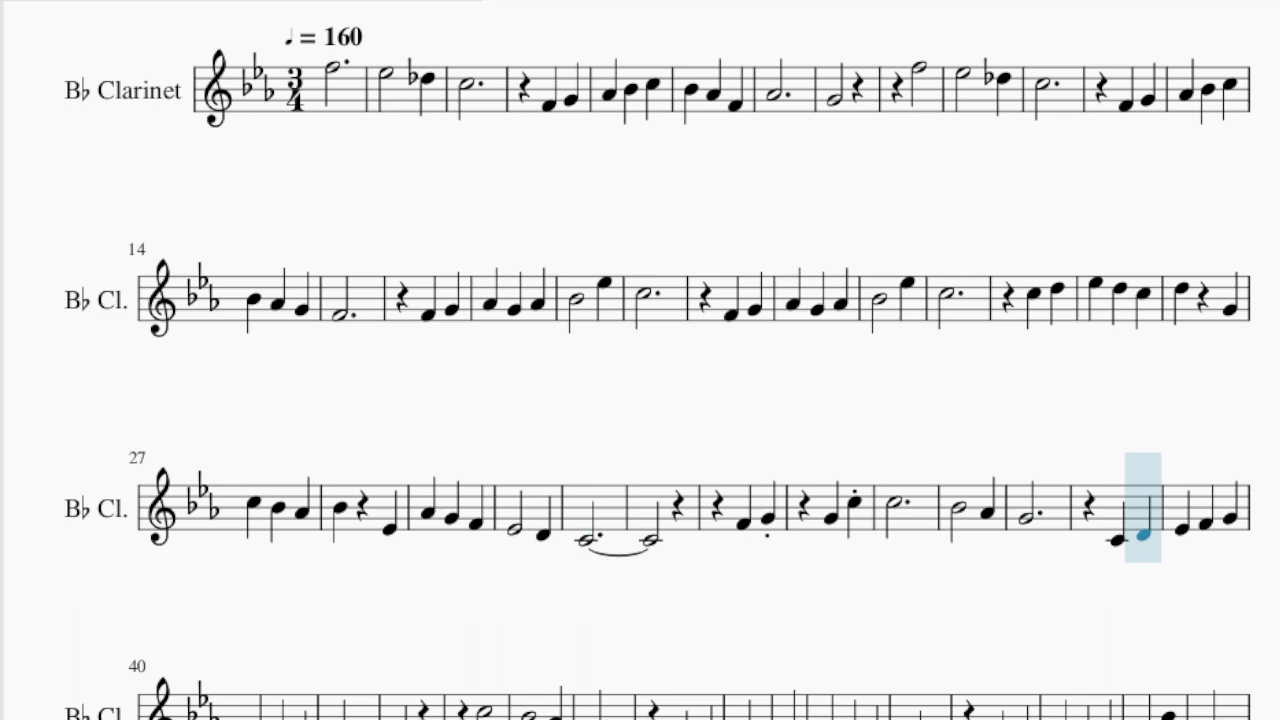 ♩ = 160
B♭ Clarinet
3
4
14
B♭ Cl.
27
B♭ Cl.
40
B♭ Cl.